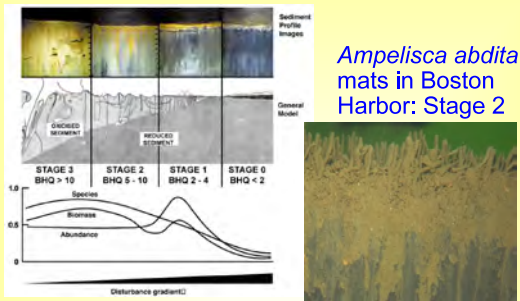 Sediment
Profile
Images
General
Model
OXIDISED
SEDIMENT
REDUCED
SEDIMENT
STAGE 3
BHQ > 10
STAGE 2
BHQ 5 - 10
STAGE 1
BHQ 2 - 4
STAGE 0
BHQ < 2
1.0
0.5
0
Species
Biomass
Abundance
Disturbance gradient□
Ampelisca abdita
mats in Boston
Harbor: Stage 2